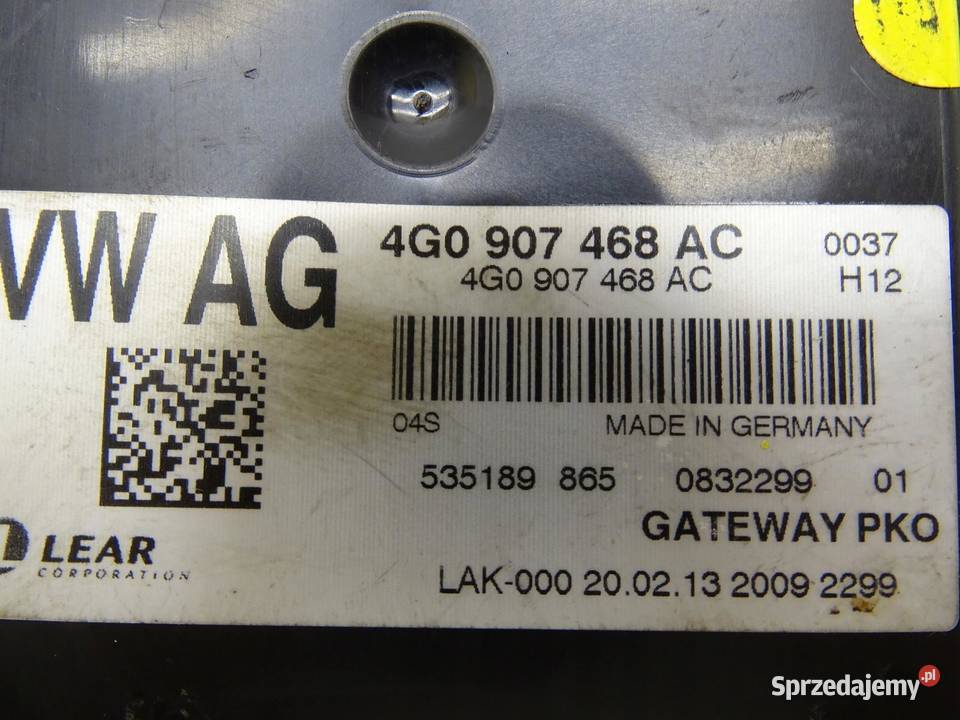 VW AG
4G0 907 468 AC 0037
4G0 907 468 AC H12
04S MADE IN GERMANY
535189 865 0832299 01
GATEWAY PKO
LEAR
CORPORATION
LAK-000 20.02.13 2009 2299
Sprzedajemy.pl